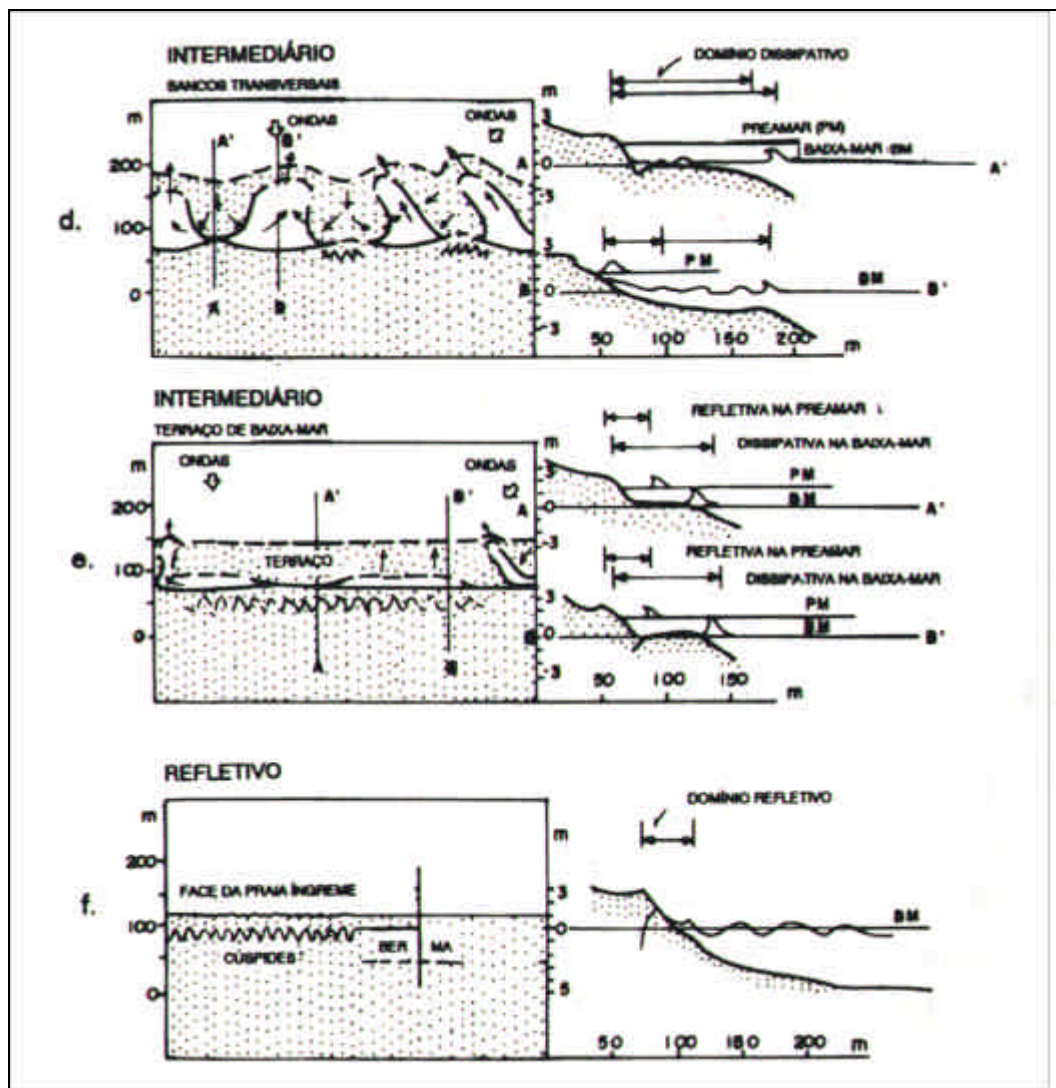 INTERMEDIÁRIO
BANCOS TRANSVERSAIS
m
ONDAS
ONDAS
A'
B'
200
100
0
d.
A
B
DOMÍNIO DISSIPATIVO
m
3
A
0
3
PREAMAR (PM)
BAIXA-MAR-BM
A'
3
B
0
-3
PM
BM
B'
50
100
150
200
m
INTERMEDIÁRIO
TERRAÇO DE BAIXA-MAR
m
ONDAS
ONDAS
A'
B'
200
100
0
e.
TERRAÇO
A
B
REFLETIVA NA PREAMAR
DISSIPATIVA NA BAIXA-MAR
m
3
A
0
-3
PM
BM
A'
REFLETIVA NA PREAMAR
DISSIPATIVA NA BAIXA-MAR
3
B
0
-3
PM
BM
B'
50
100
150
m
REFLETIVO
m
200
100
0
f.
FACE DA PRAIA ÍNGREME
CÚSPIDES
BER MA
DOMÍNIO REFLETIVO
m
3
0
5
BM
50
100
150
200
m